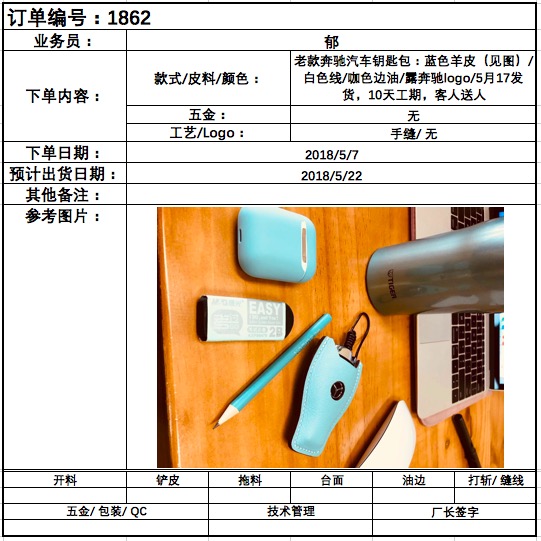 订单编号：1862
业务员： 郁
下单内容：
款式/皮料/颜色：
老款奔驰汽车钥匙包：蓝色羊皮（见图）/
白色线/咖色边油/露奔驰logo/5月17发
货，10天工期，客人送人
五金： 无
工艺/Logo： 手缝/ 无
下单日期： 2018/5/7
预计出货日期： 2018/5/22
其他备注：
参考图片：
EASY
TIGER
开料 铲皮 拖料 台面 油边 打斩/ 缝线
五金/ 包装/ QC 技术管理 厂长签字